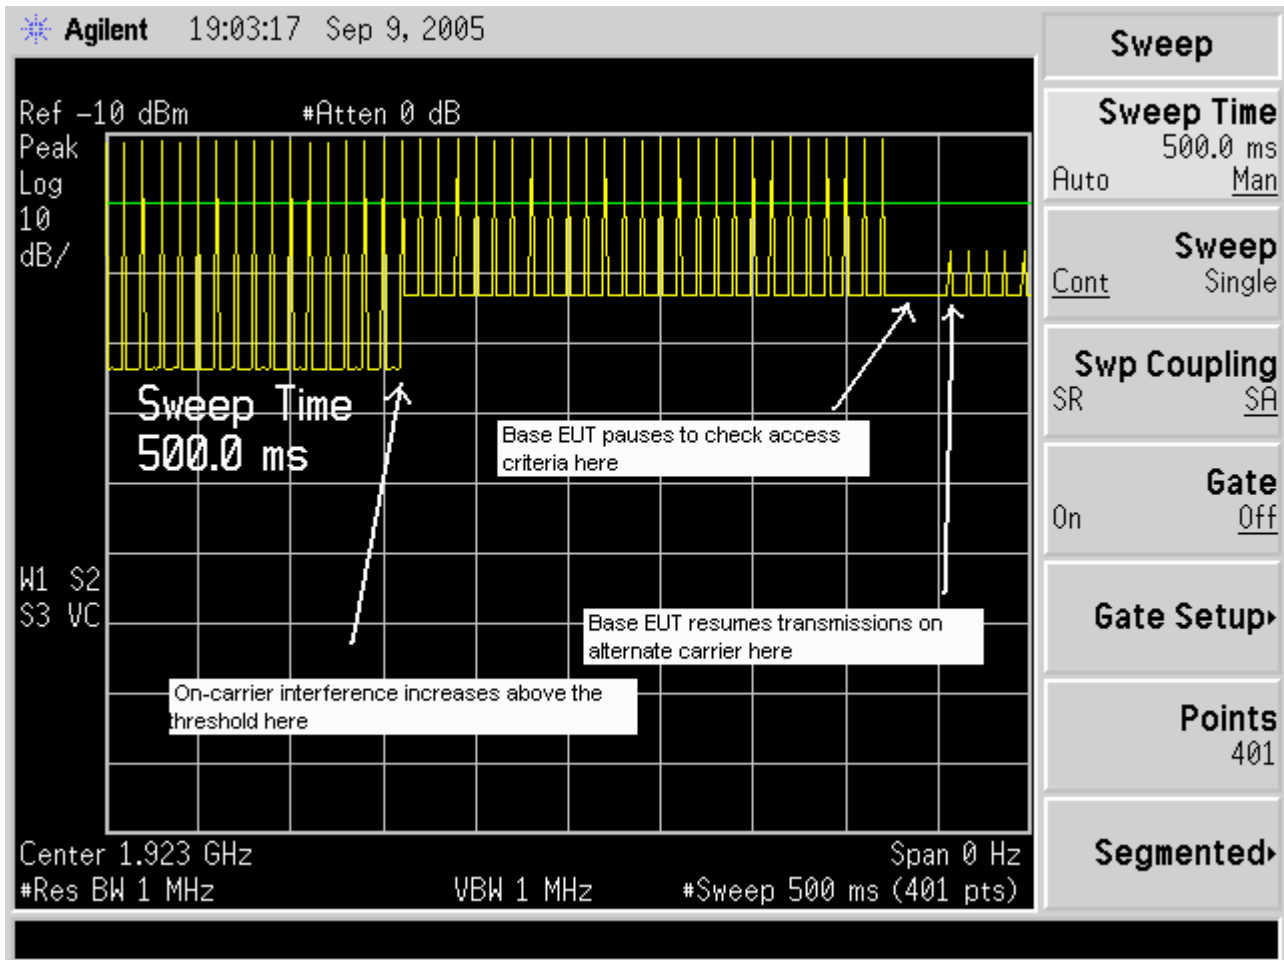 Agilent 19:03:17 Sep 9, 2005
Ref -10 dBm #Atten 0 dB
Peak
Log
10
dB/
Sweep Time
500.0 ms
Base EUT pauses to check access
criteria here
W1 S2
S3 VC
Base EUT resumes transmissions on
alternate carrier here
On-carrier interference increases above the
threshold here
Center 1.923 GHz Span 0 Hz
#Res BW 1 MHz VBW 1 MHz #Sweep 500 ms (401 pts)
Sweep
Sweep Time
500.0 ms
Auto Man
Sweep
Cont Single
Swp Coupling
SR SA
Gate
On Off
Gate Setup▸
Points
401
Segmented▸